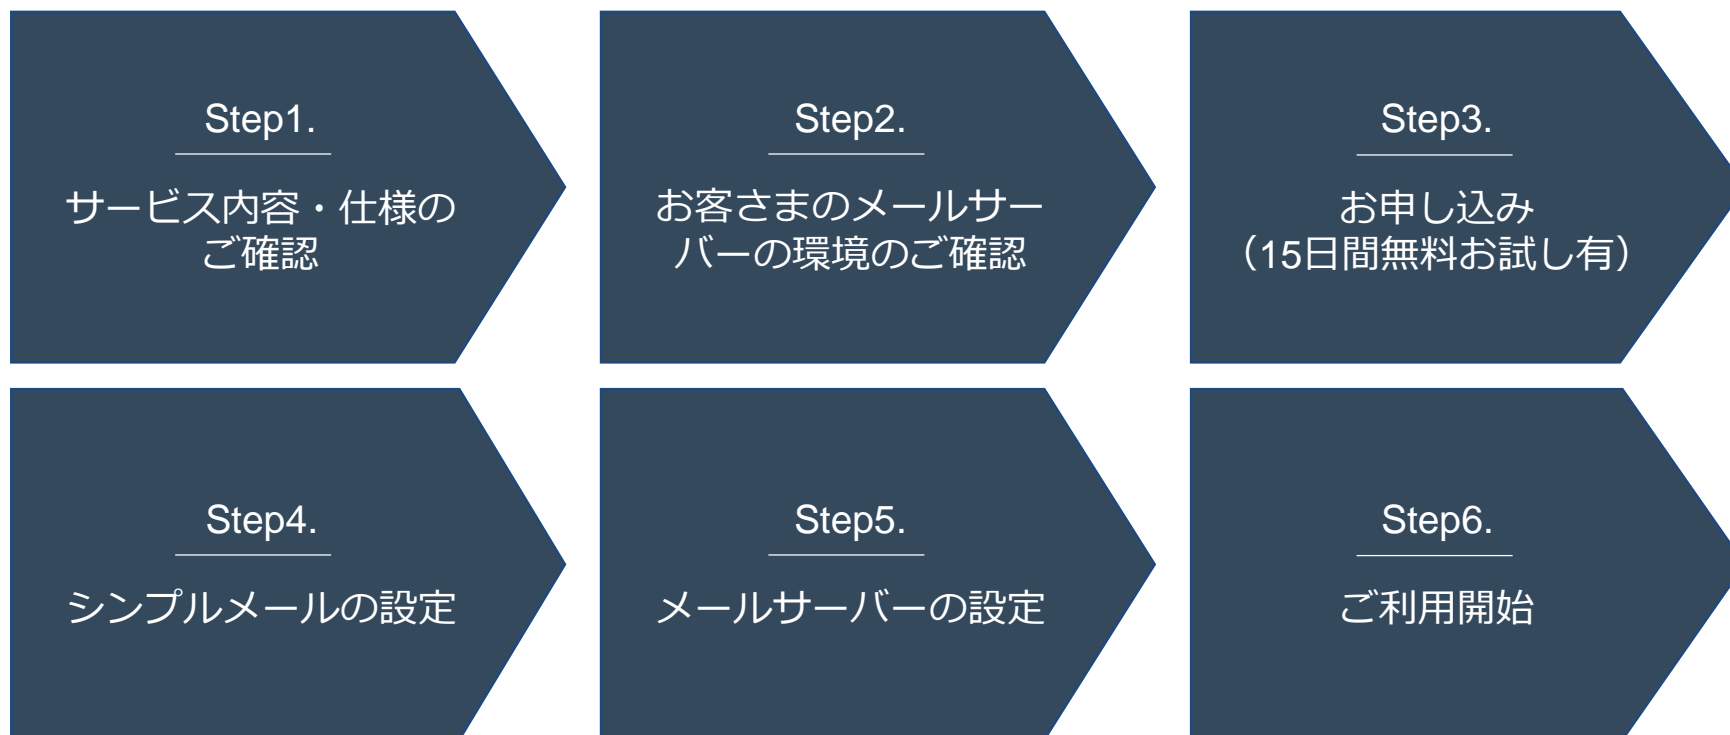 Step1.
サービス内容・仕様の
ご確認
Step2.
お客さまのメールサー
バーの環境のご確認
Step3.
お申し込み
（15日間無料お試し有）
Step4.
シンプルメールの設定
Step5.
メールサーバーの設定
Step6.
ご利用開始